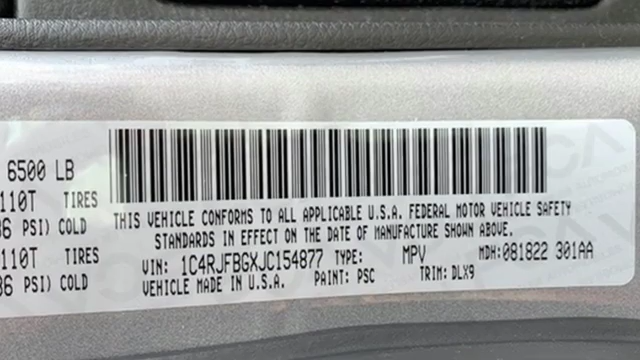 6500 LB
110T TIRES
36 PSI) COLD
110T TIRES
36 PSI) COLD
THIS VEHICLE CONFORMS TO ALL APPLICABLE U.S.A. FEDERAL MOTOR VEHICLE SAFETY
STANDARDS IN EFFECT ON THE DATE OF MANUFACTURE SHOWN ABOVE.
VIN: 1C4RJFBGXJC154877 TYPE: MPV MDH: 081822 301AA
VEHICLE MADE IN U.S.A. PAINT: PSC TRIM: DLX9